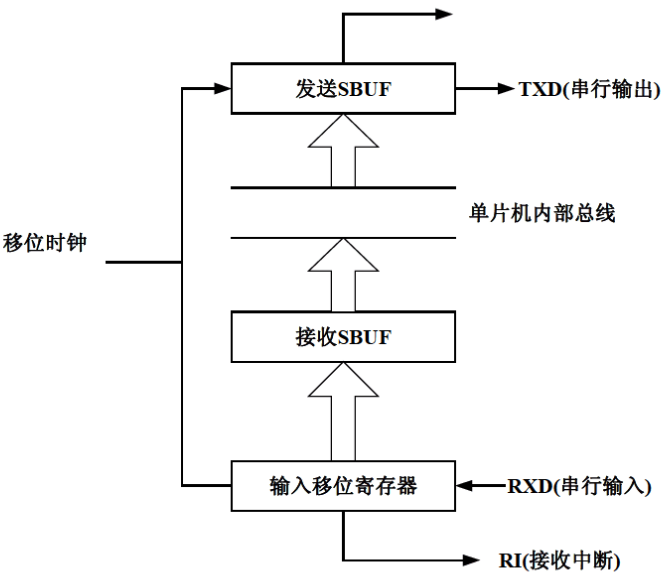 发送SBUF
TXD(串行输出)
单片机内部总线
移位时钟
接收SBUF
输入移位寄存器
RXD(串行输入)
RI(接收中断)